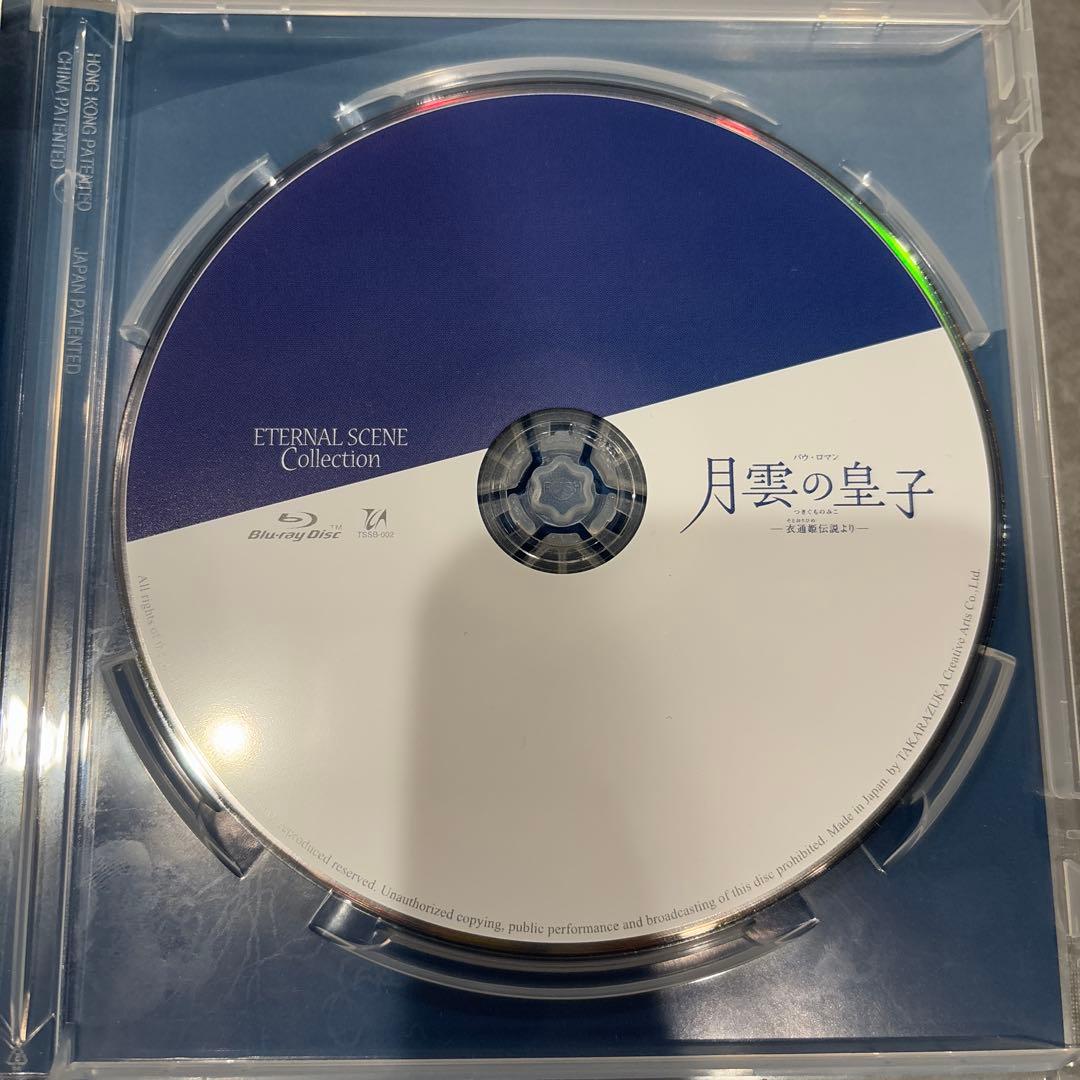 HONG KONG PATENTED
CHINA PATENTED
JAPAN PATENTED
ETERNAL SCENE
Collection
Blu-ray Disc™
TSSB-002
バウ・ロマン
月雲の皇子
つきぐものみこ
そとおりひめ
―衣通姫伝説より―
All rights of
reproduced reserved. Unauthorized copying, public performance and broadcasting of this disc prohibited. Made in Japan. by TAKARAZUKA Creative Arts Co.,Ltd.